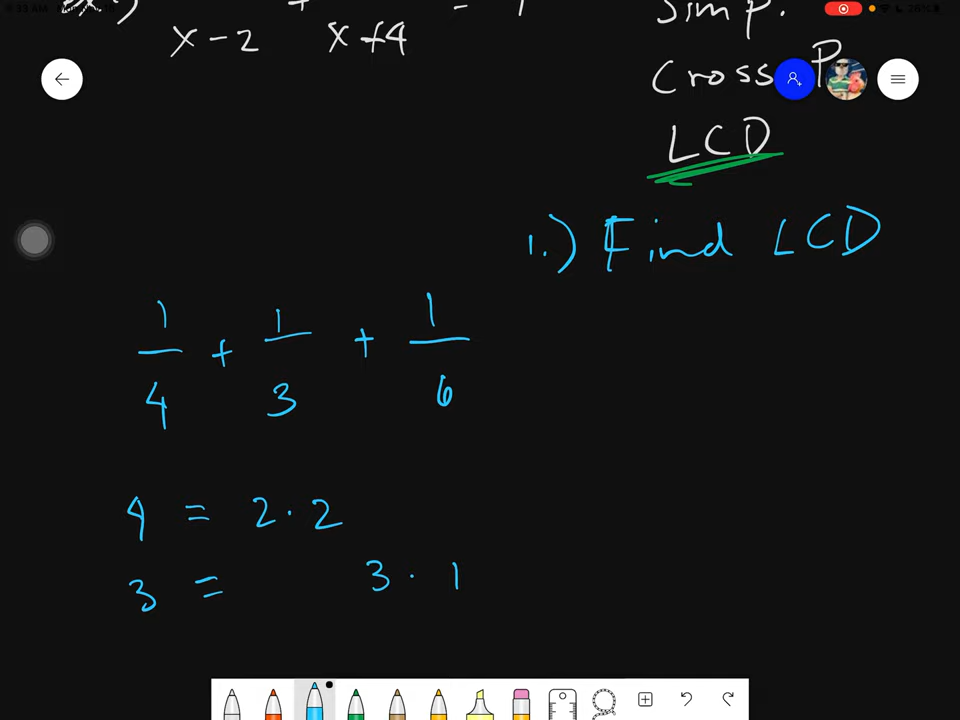 x-2 x+4
Simp.
Cross P
LCD
1.) Find LCD
1/4 + 1/3 + 1/6
4 = 2·2
3 = 3·1
26%